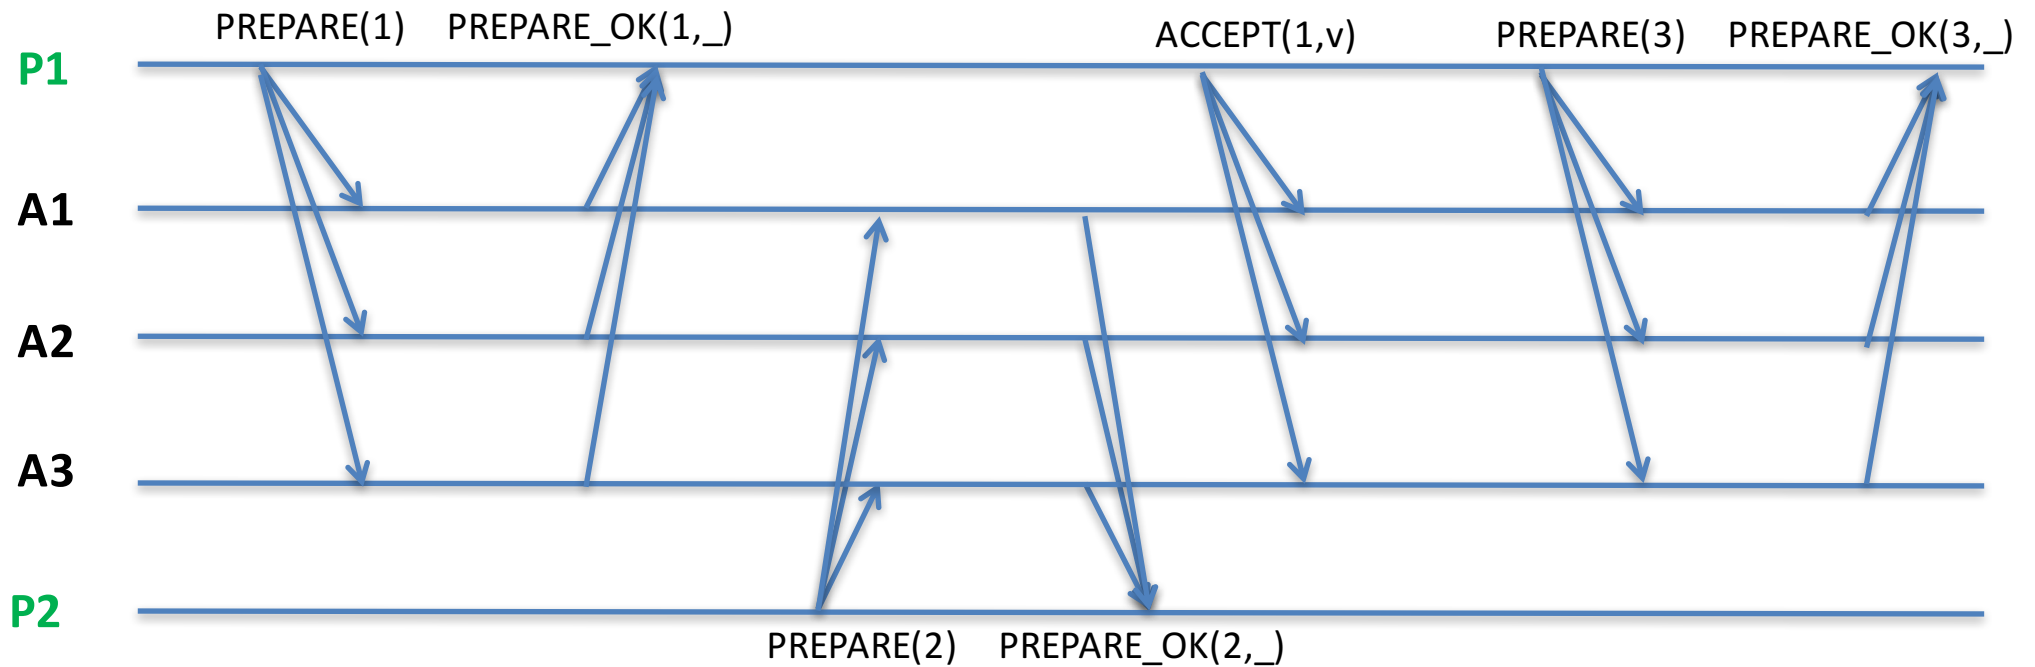 PREPARE(1) PREPARE_OK(1,_) ACCEPT(1,v) PREPARE(3) PREPARE_OK(3,_)
P1
A1
A2
A3
P2
PREPARE(2) PREPARE_OK(2,_)